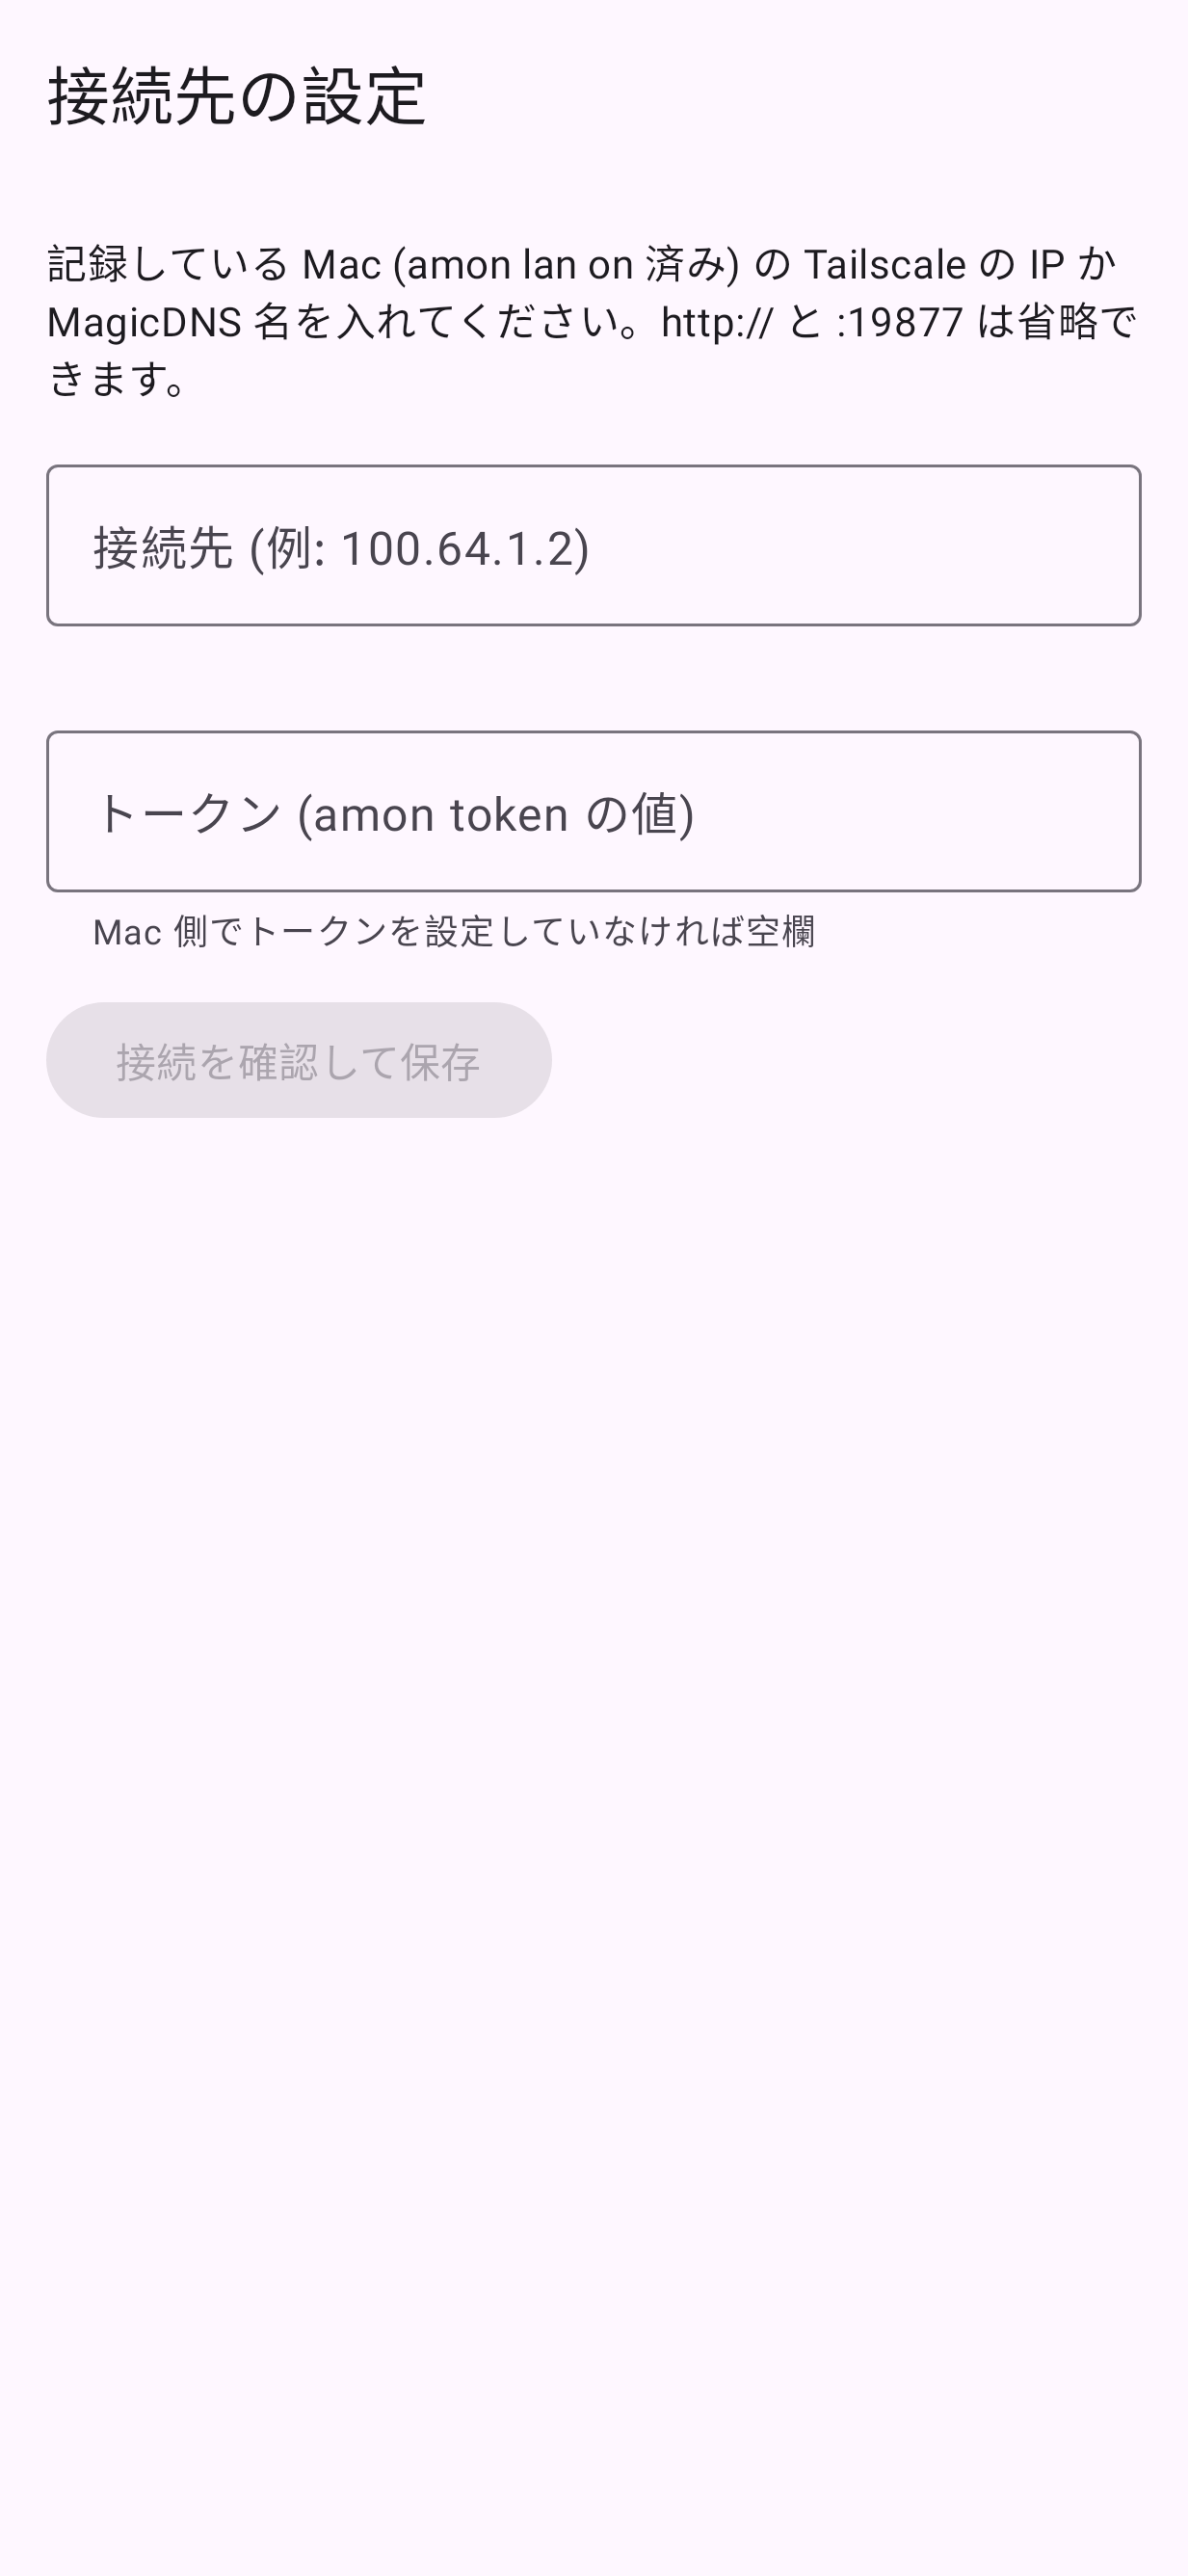 接続先の設定
記録している Mac (amon lan on 済み) の Tailscale の IP か
MagicDNS 名を入れてください。http:// と :19877 は省略で
きます。
接続先 (例: 100.64.1.2)
トークン (amon token の値)
Mac 側でトークンを設定していなければ空欄
接続を確認して保存